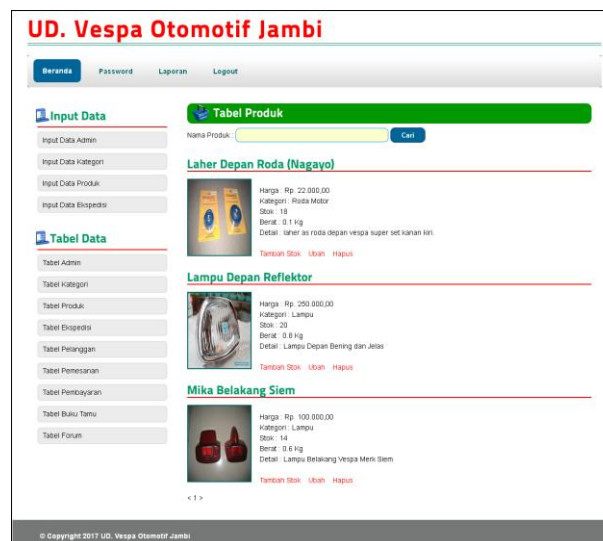 UD. Vespa Otomotif Jambi
Beranda Password Laporan Logout
Input Data
Input Data Admin
Input Data Kategori
Input Data Produk
Input Data Ekspedisi
Tabel Data
Tabel Admin
Tabel Kategori
Tabel Produk
Tabel Ekspedisi
Tabel Pelanggan
Tabel Pemesanan
Tabel Pembayaran
Tabel Buku Tamu
Tabel Forum
Tabel Produk
Nama Produk : Cari
Laher Depan Roda (Nagayo)
Harga : Rp. 22.000,00
Kategori : Roda Motor
Stok : 18
Berat : 0.1 Kg
Detail : laher as roda depan vespa super set kanan kiri.
Tambah Stok Ubah Hapus
Lampu Depan Reflektor
Harga : Rp. 250.000,00
Kategori : Lampu
Stok : 20
Berat : 0.8 Kg
Detail : Lampu Depan Bening dan Jelas
Tambah Stok Ubah Hapus
Mika Belakang Siem
Harga : Rp. 100.000,00
Kategori : Lampu
Stok : 14
Berat : 0.6 Kg
Detail : Lampu Belakang Vespa Merk Siem
Tambah Stok Ubah Hapus
< 1 >
© Copyright 2017 UD. Vespa Otomotif Jambi